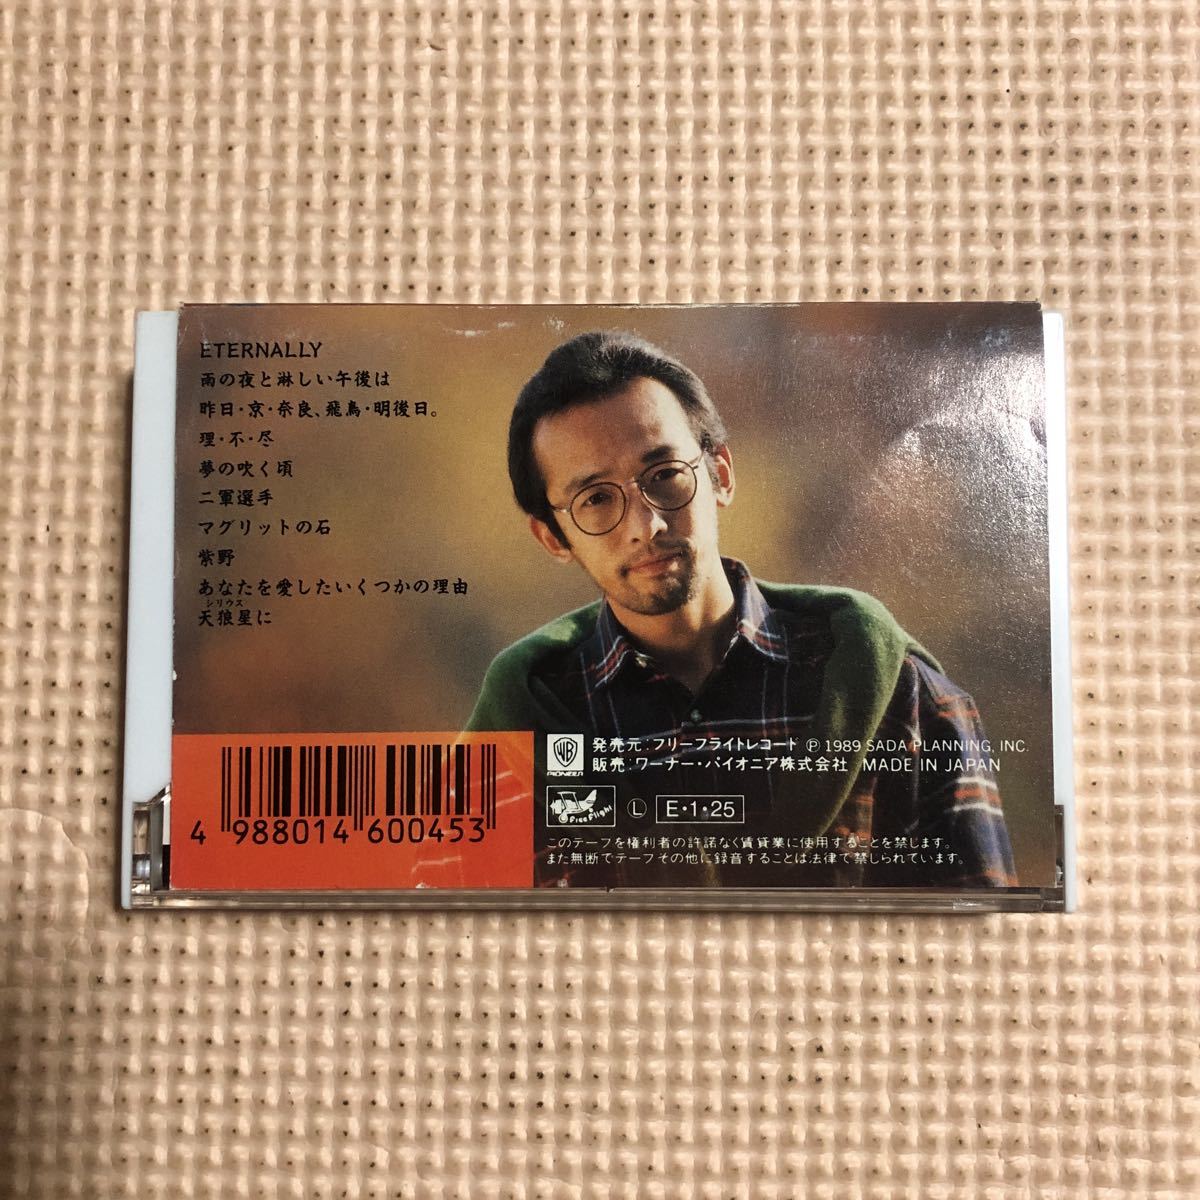 ETERNALLY
雨の夜と淋しい午後は
昨日・京・奈良、飛鳥・明後日。
理・不・尽
夢の吹く頃
二軍選手
マグリットの石
紫野
あなたを愛したいくつかの理由
シリウス
天狼星に
4 988014 600453
WB
PIONEER
発売元:フリーフライトレコード Ⓟ 1989 SADA PLANNING, INC.
販売:ワーナー・パイオニア株式会社 MADE IN JAPAN
FreeFlight
Ⓛ E・1・25
このテープを権利者の許諾なく賃貸業に使用することを禁じます。
また無断でテープその他に録音することは法律で禁じられています。